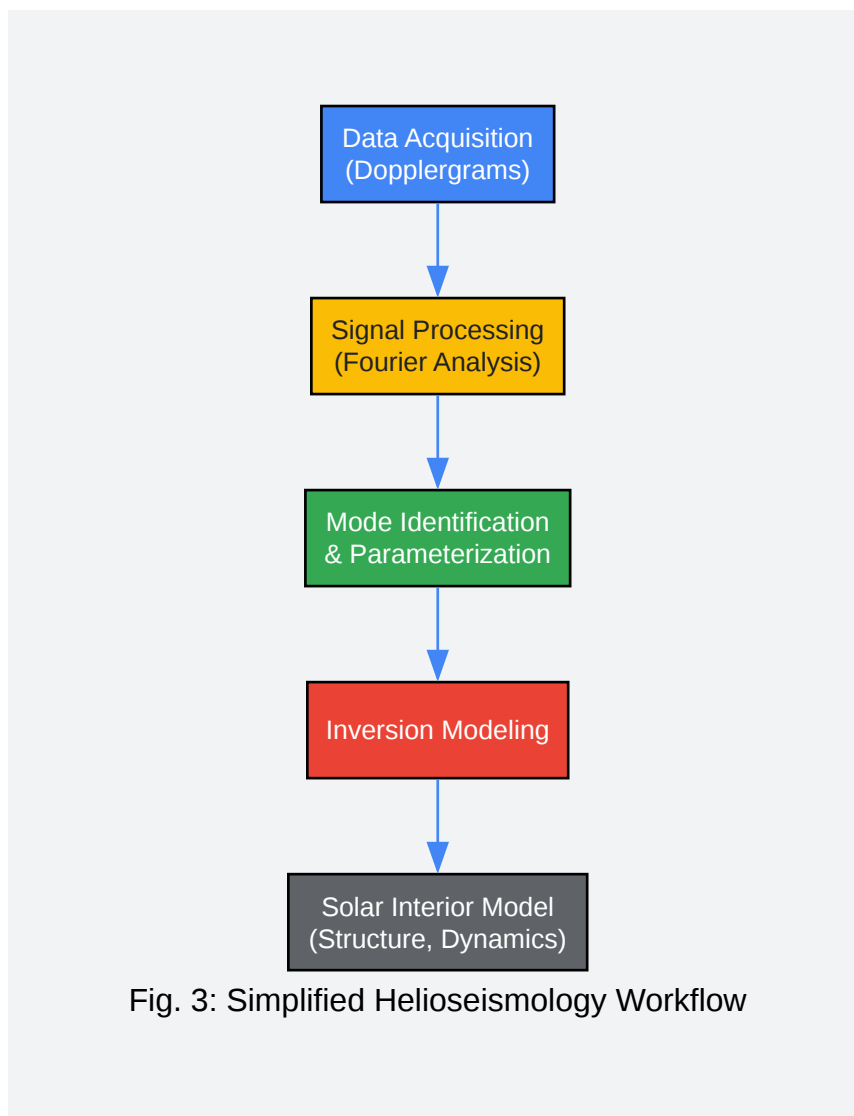 Data Acquisition
(Dopplergrams)
Signal Processing
(Fourier Analysis)
Mode Identification
& Parameterization
Inversion Modeling
Solar Interior Model
(Structure, Dynamics)
Fig. 3: Simplified Helioseismology Workflow